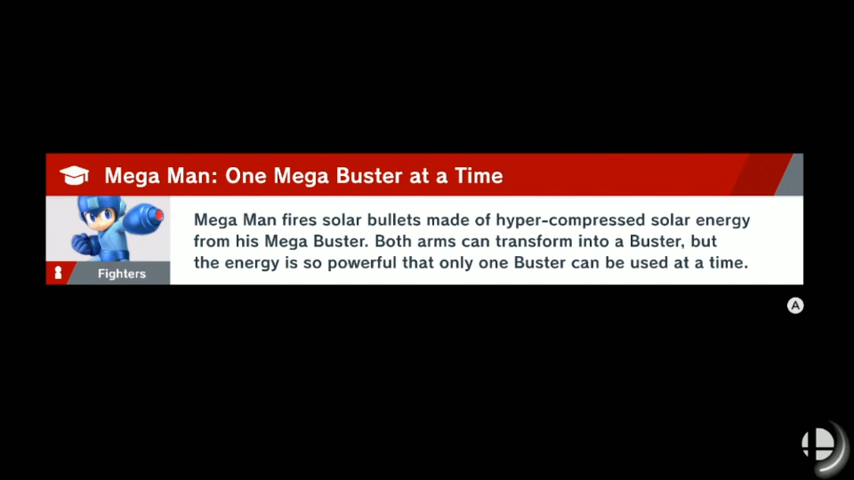 Mega Man: One Mega Buster at a Time
Mega Man fires solar bullets made of hyper-compressed solar energy
from his Mega Buster. Both arms can transform into a Buster, but
the energy is so powerful that only one Buster can be used at a time.
Fighters
A